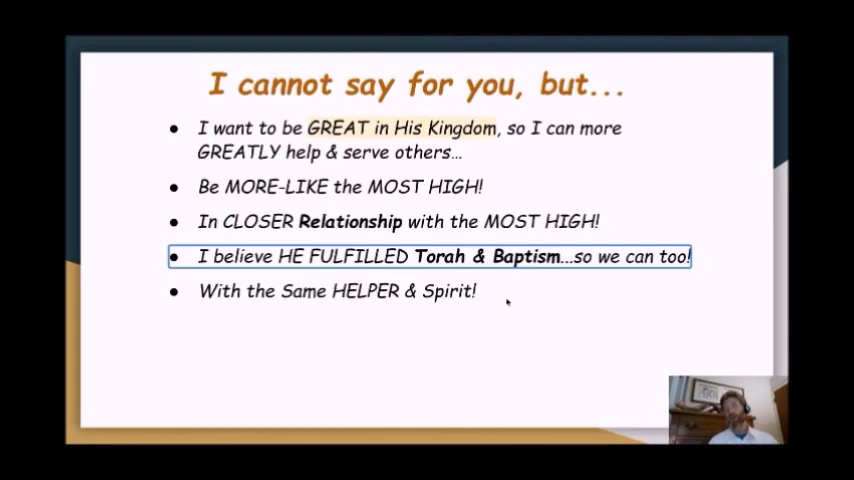 I cannot say for you, but...
● I want to be GREAT in His Kingdom, so I can more
GREATLY help & serve others...
● Be MORE-LIKE the MOST HIGH!
● In CLOSER Relationship with the MOST HIGH!
● I believe HE FULFILLED Torah & Baptism...so we can too!
● With the Same HELPER & Spirit!